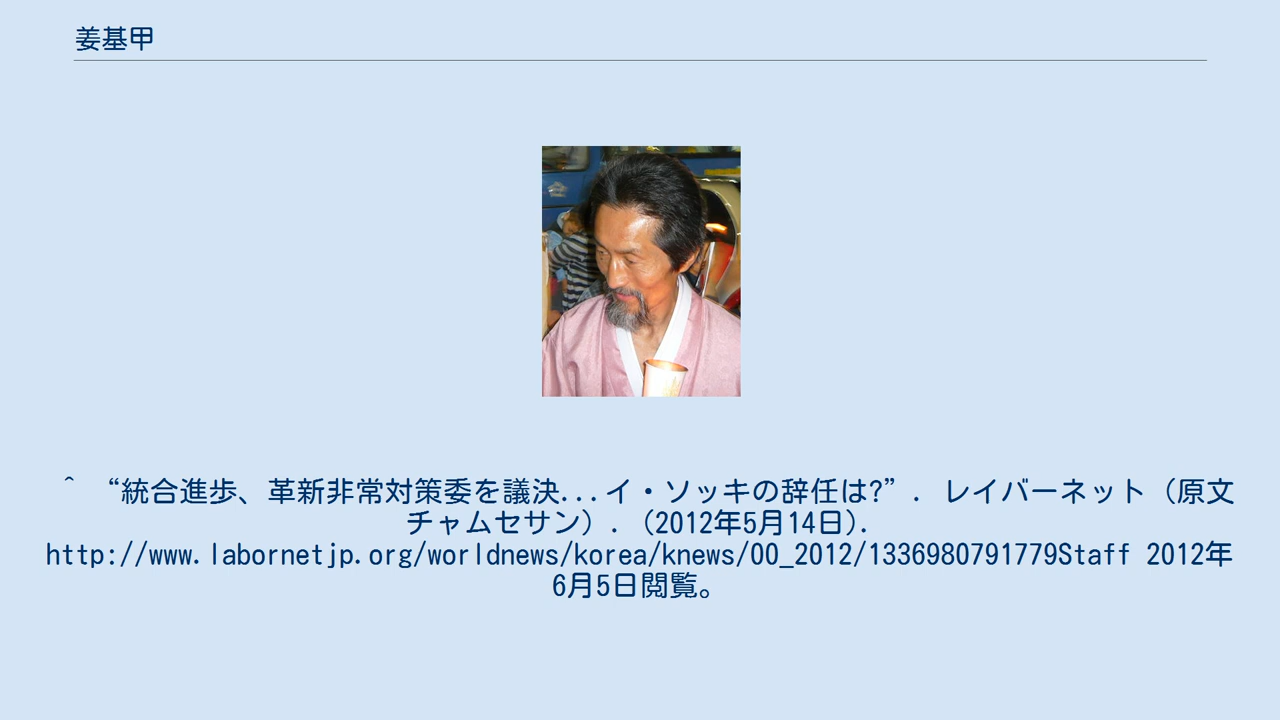 姜基甲
^ “統合進歩、革新非常対策委を議決...イ・ソッキの辞任は?”. レイバーネット（原文
チャムセサン）. (2012年5月14日).
http://www.labornetjp.org/worldnews/korea/knews/00_2012/1336980791779Staff 2012年
6月5日閲覧。